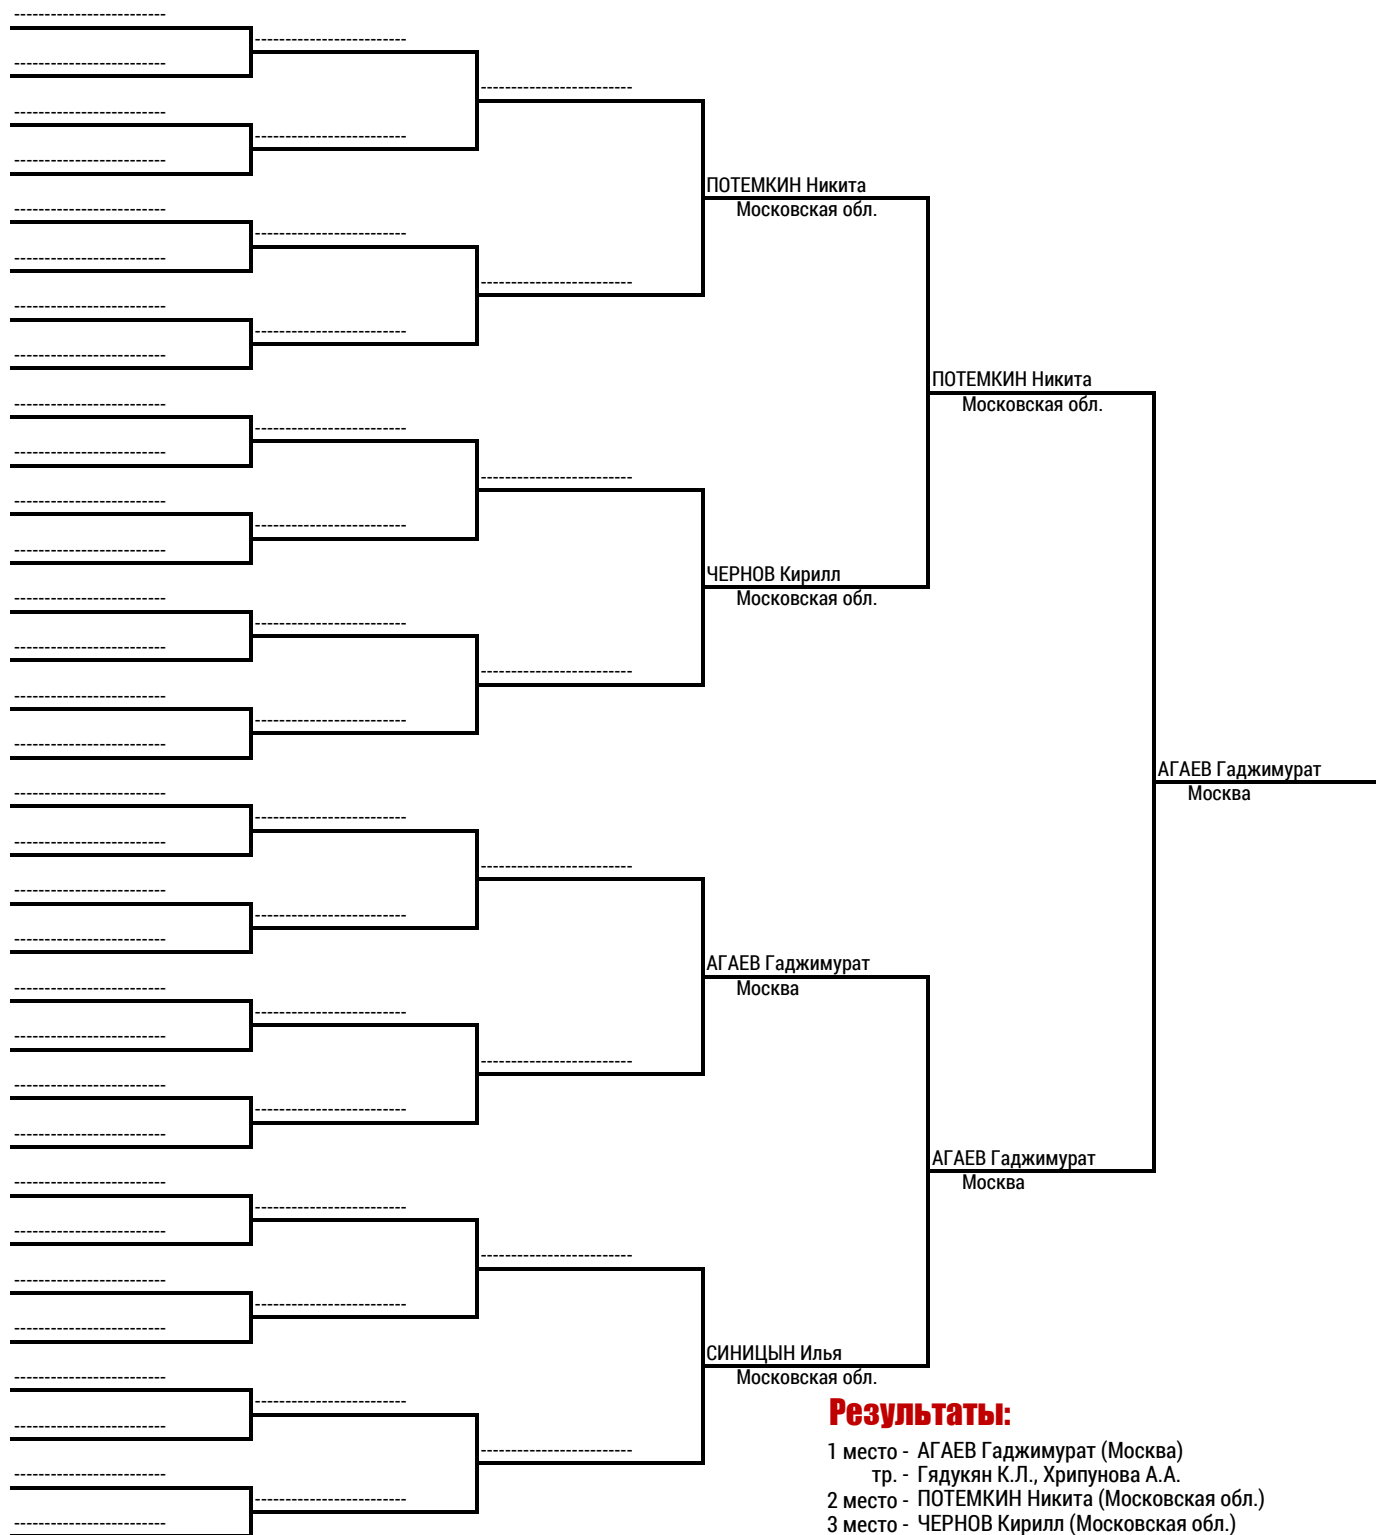 ПОТЕМКИН Никита
Московская обл.
ПОТЕМКИН Никита
Московская обл.
ЧЕРНОВ Кирилл
Московская обл.
АГАЕВ Гаджимурат
Москва
АГАЕВ Гаджимурат
Москва
АГАЕВ Гаджимурат
Москва
СИНИЦЫН Илья
Московская обл.
Результаты:
1 место - АГАЕВ Гаджимурат (Москва)
тр. - Гядукян К.Л., Хрипунова А.А.
2 место - ПОТЕМКИН Никита (Московская обл.)
3 место - ЧЕРНОВ Кирилл (Московская обл.)